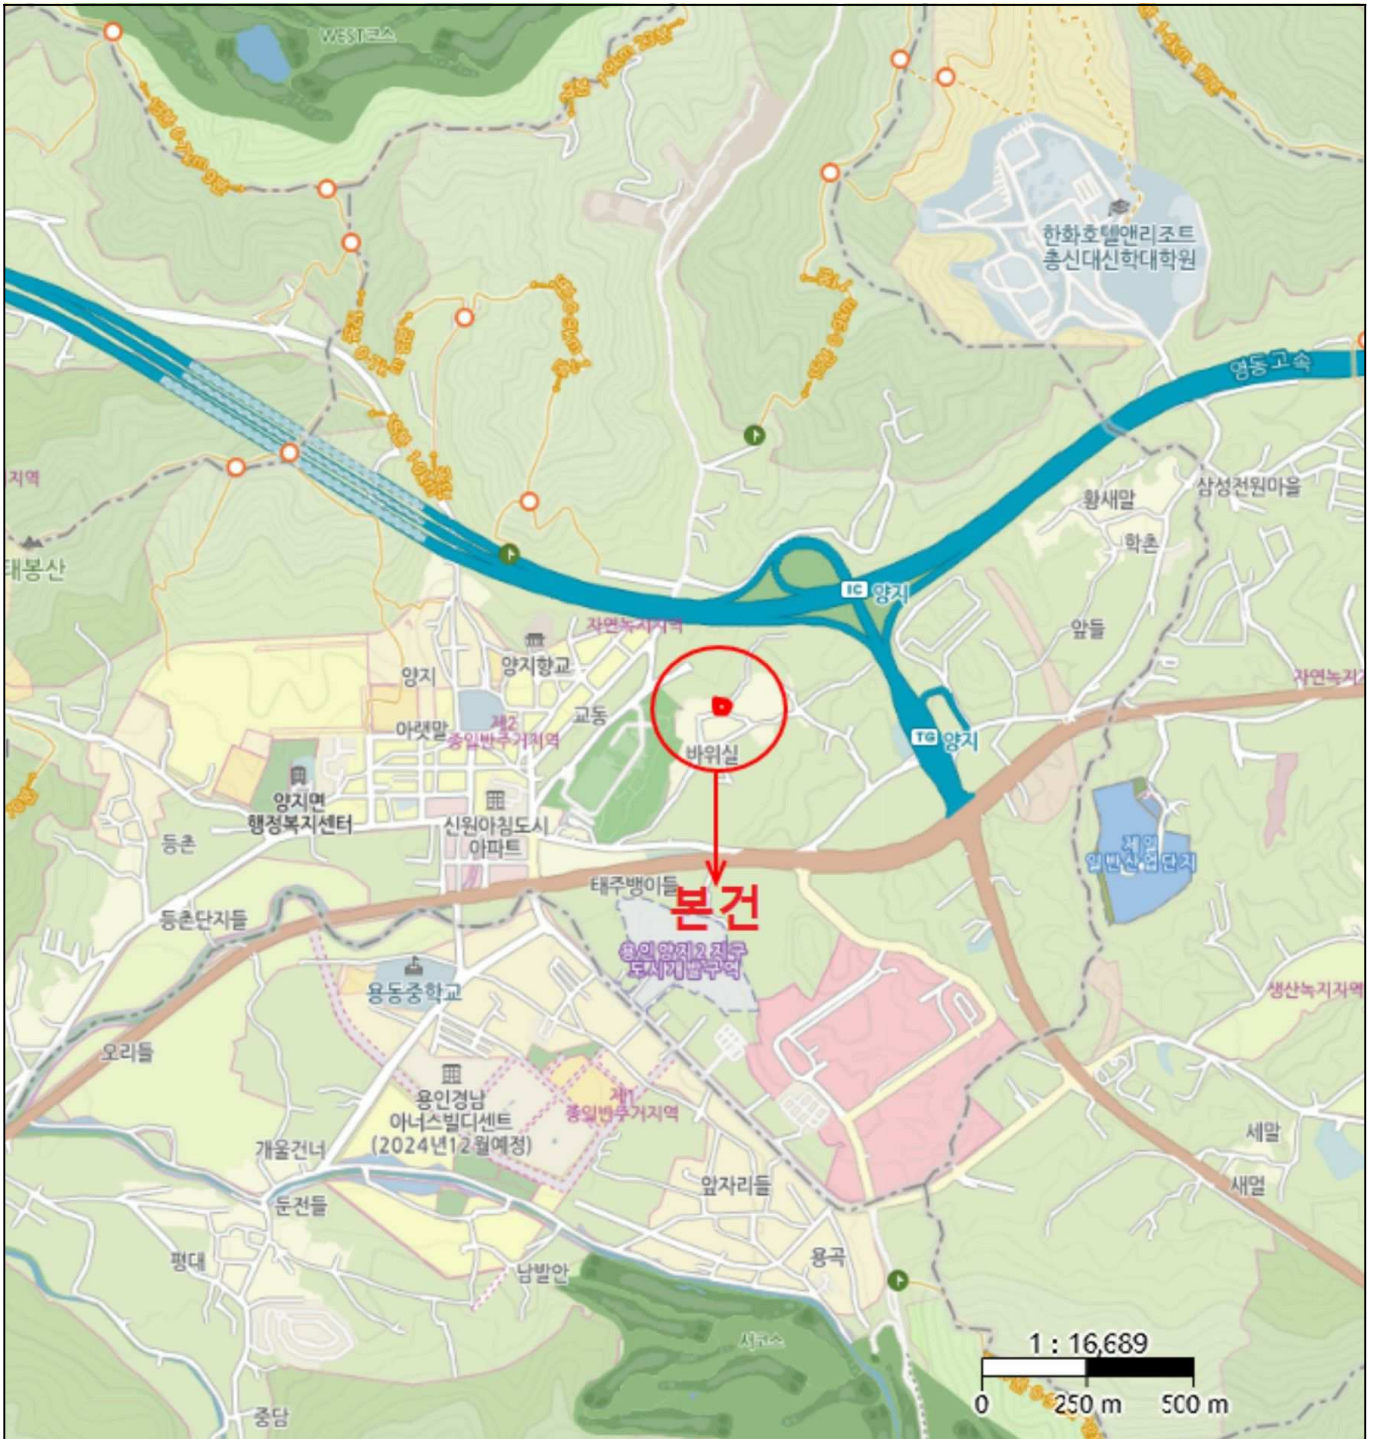 WEST코스
한화호텔앤리조트
총신대신학대학원
영동고속
지역
황새말
삼성전원마을
학촌
태봉산
IC 양지
자연녹지지역
앞들
양지향교
양지
자연녹지
교동
아랫말
제2
종일반주거지역
TG 양지
바위실
양지면
행정복지센터
신원아침도시
아파트
등촌
제일
일반산업단지
태주뱅이들
본건
등촌단지들
용인양지2지구
도시개발구역
용동중학교
생산녹지지역
오리들
용인경남
아너스빌디센트
(2024년12월예정)
제1
종일반주거지역
개울건너
세말
앞자리들
새멀
둔전들
용곡
평대
남발안
1 : 16,689
0 250 m 500 m
중담